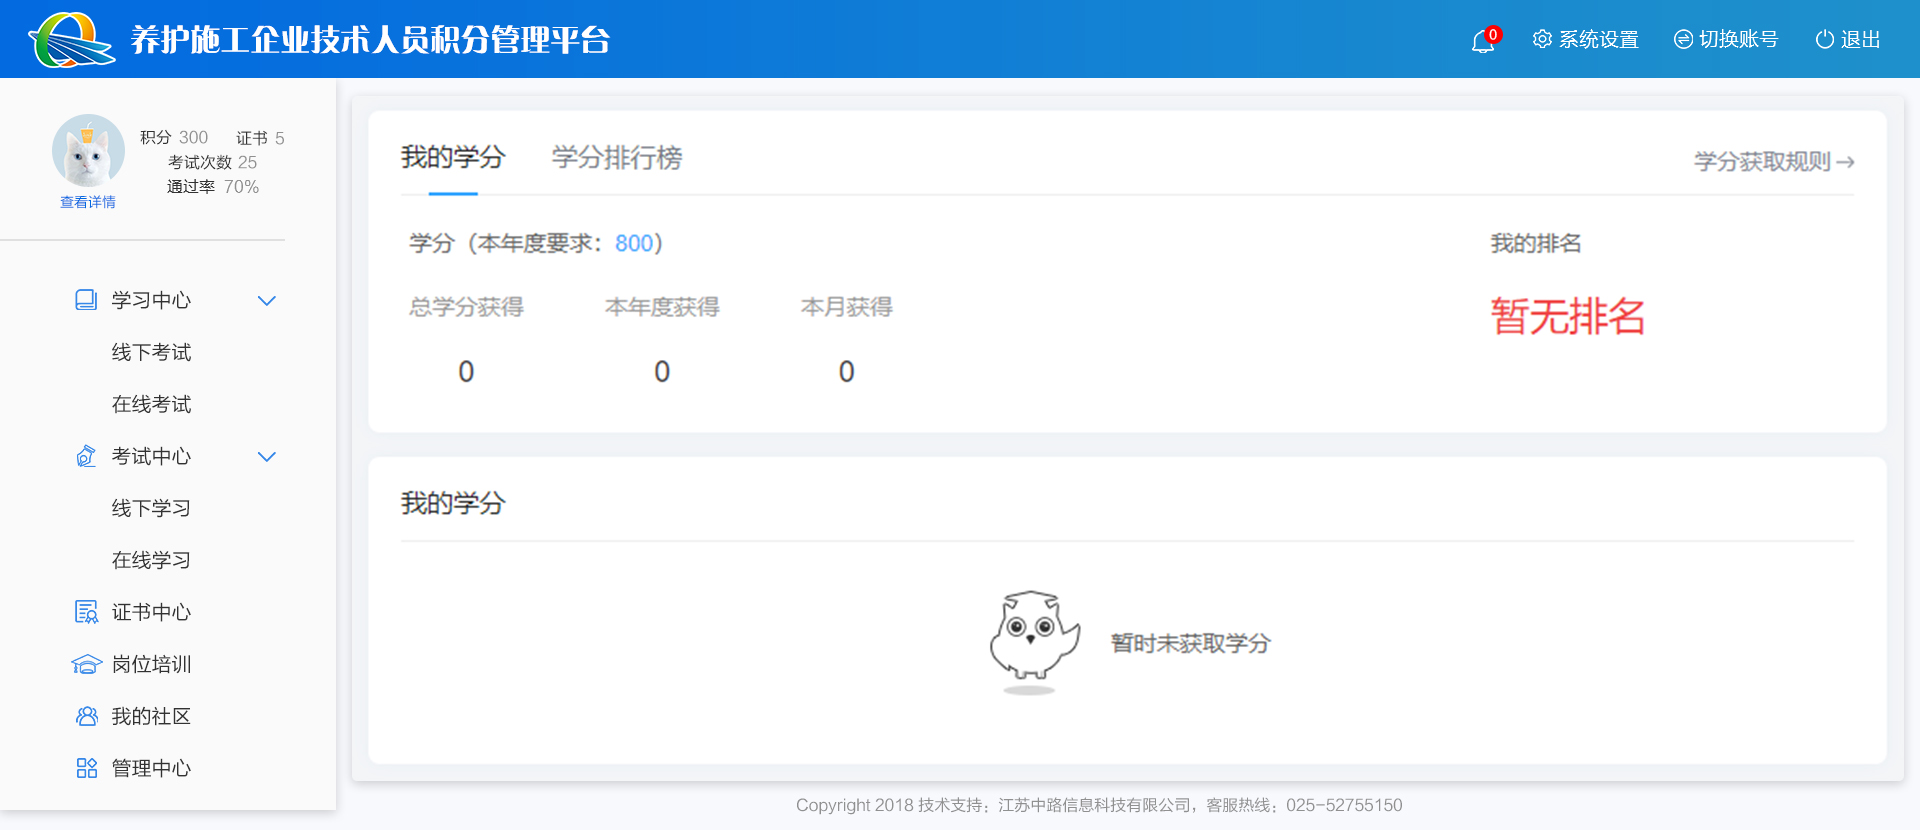 养护施工企业技术人员积分管理平台
0
系统设置
切换账号
退出
积分 300 证书 5
考试次数 25
通过率 70%
查看详情
学习中心
线下考试
在线考试
考试中心
线下学习
在线学习
证书中心
岗位培训
我的社区
管理中心
我的学分 学分排行榜
学分获取规则→
学分（本年度要求：800）
我的排名
总学分获得 本年度获得 本月获得
暂无排名
0 0 0
我的学分
暂时未获取学分
Copyright 2018 技术支持：江苏中路信息科技有限公司，客服热线：025-52755150